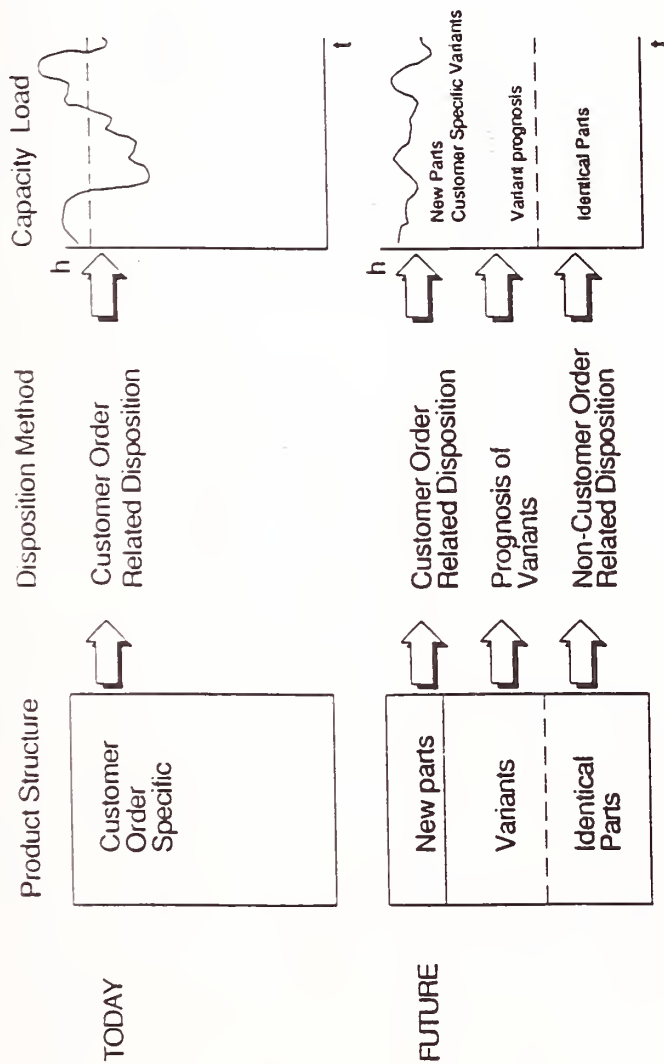 Product Structure
Disposition Method
Capacity Load
TODAY
Customer
Order
Specific
Customer Order
Related Disposition
h
t
FUTURE
New parts
Variants
Identical
Parts
Customer Order
Related Disposition
Prognosis of
Variants
Non-Customer Order
Related Disposition
h
New Parts
Customer Specific Variants
Variant prognosis
Identical Parts
t